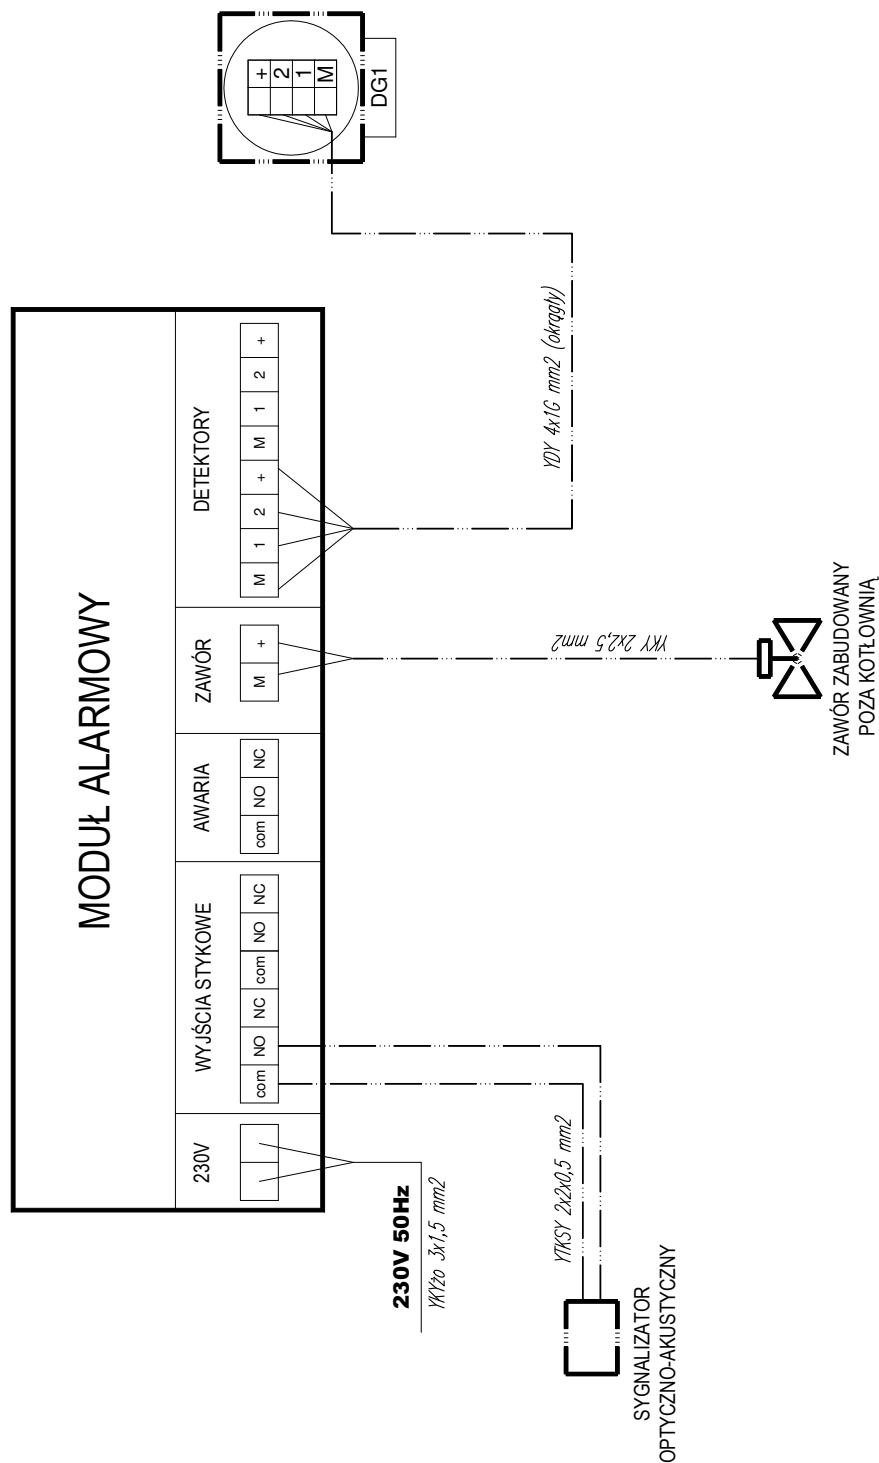 MODUŁ ALARMOWY
230V
WYJŚCIA STYKOWE
AWARIA
ZAWÓR
DETEKTORY
com NO NC com NO NC
com NO NC
M +
M 1 2 + M 1 2 +
+
2
1
M
DG1
230V 50Hz
YKYżo 3x1,5 mm2
YTKSY 2x2x0,5 mm2
YKY 2x2,5 mm2
YDY 4x1G mm2 (okrągły)
SYGNALIZATOR
OPTYCZNO-AKUSTYCZNY
ZAWÓR ZABUDOWANY
POZA KOTŁOWNIĄ